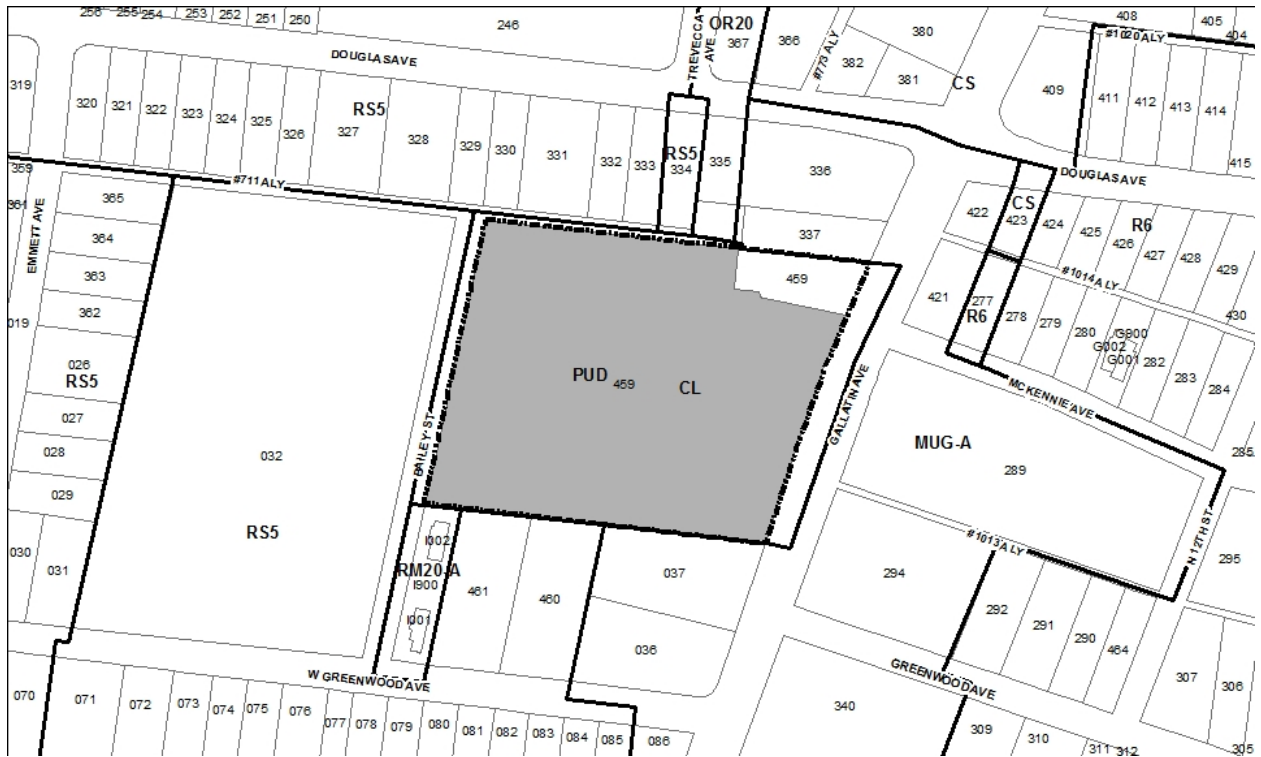 256 255 254 253 252 251 250
246
TREVECCA AVE
OR20
367
366
#773 ALY
380
382
381
CS
408
405
404
#1020 ALY
409
411
412
413
414
415
319
DOUGLAS AVE
320
321
322
323
324
325
326
RS5
327
328
329
330
331
332
333
RS5
334
335
336
337
DOUGLAS AVE
359
361
#711 ALY
EMMETT AVE
365
364
363
362
019
026
RS5
027
028
029
030
031
032
RS5
BAILEY ST
PUD
459
CL
459
GALLATIN AVE
422
CS
423
424
425
R6
426
427
428
429
430
#1014 ALY
421
277
R6
278
279
280
G900
G002
G001
282
283
284
285
MCKENNIE AVE
MUG-A
289
#1013 ALY
N 12TH ST
295
I002
RM20-A
I900
I001
461
460
037
036
294
292
291
290
464
307
306
305
W GREENWOOD AVE
GREENWOOD AVE
070
071
072
073
074
075
076
077
078
079
080
081
082
083
084
085
086
340
309
310
311
312